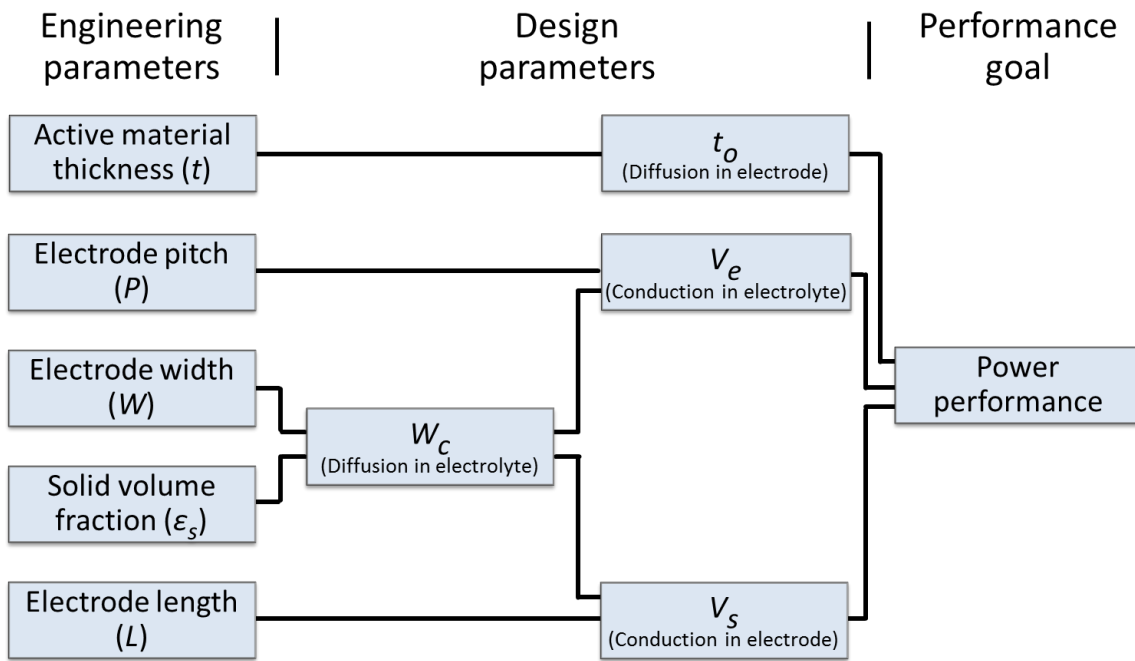 Engineering
parameters
Design
parameters
Performance
goal
Active material
thickness (t)
t_o
(Diffusion in electrode)
Electrode pitch
(P)
V_e
(Conduction in electrolyte)
Electrode width
(W)
Power
performance
W_c
(Diffusion in electrolyte)
Solid volume
fraction (ε_s)
Electrode length
(L)
V_s
(Conduction in electrode)